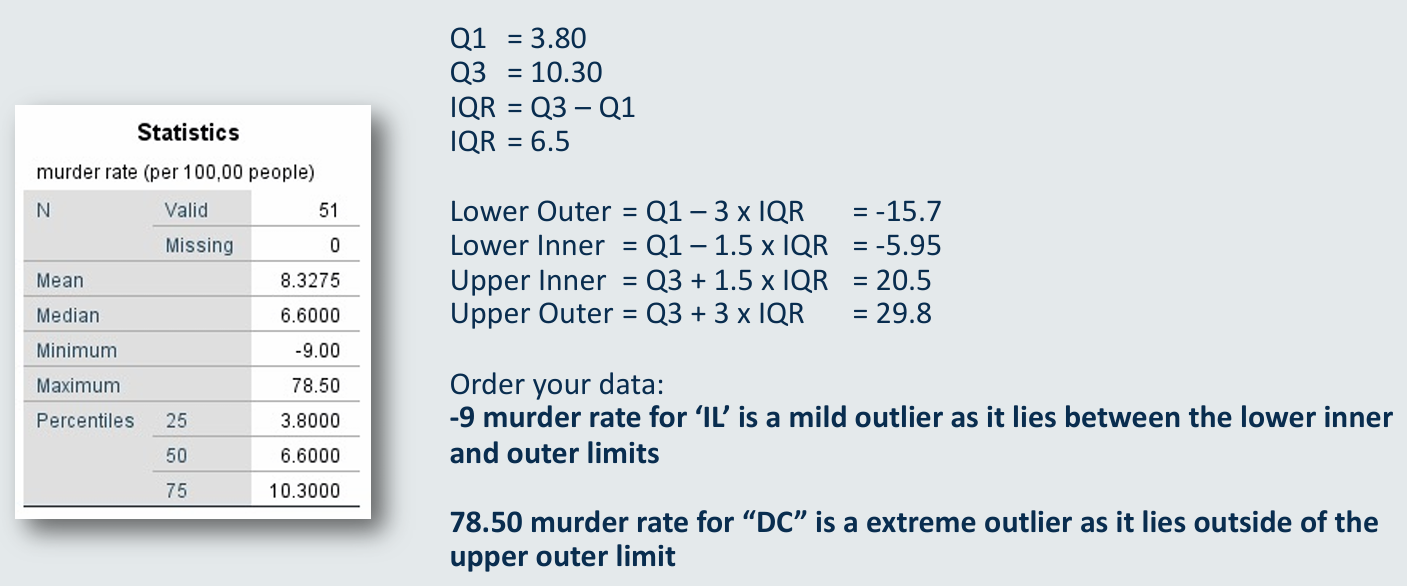 Statistics
murder rate (per 100,00 people)
N Valid 51
Missing 0
Mean 8.3275
Median 6.6000
Minimum -9.00
Maximum 78.50
Percentiles 25 3.8000
50 6.6000
75 10.3000
Q1 = 3.80
Q3 = 10.30
IQR = Q3 – Q1
IQR = 6.5
Lower Outer = Q1 – 3 x IQR = -15.7
Lower Inner = Q1 – 1.5 x IQR = -5.95
Upper Inner = Q3 + 1.5 x IQR = 20.5
Upper Outer = Q3 + 3 x IQR = 29.8
Order your data:
-9 murder rate for ‘IL’ is a mild outlier as it lies between the lower inner
and outer limits
78.50 murder rate for “DC” is a extreme outlier as it lies outside of the
upper outer limit